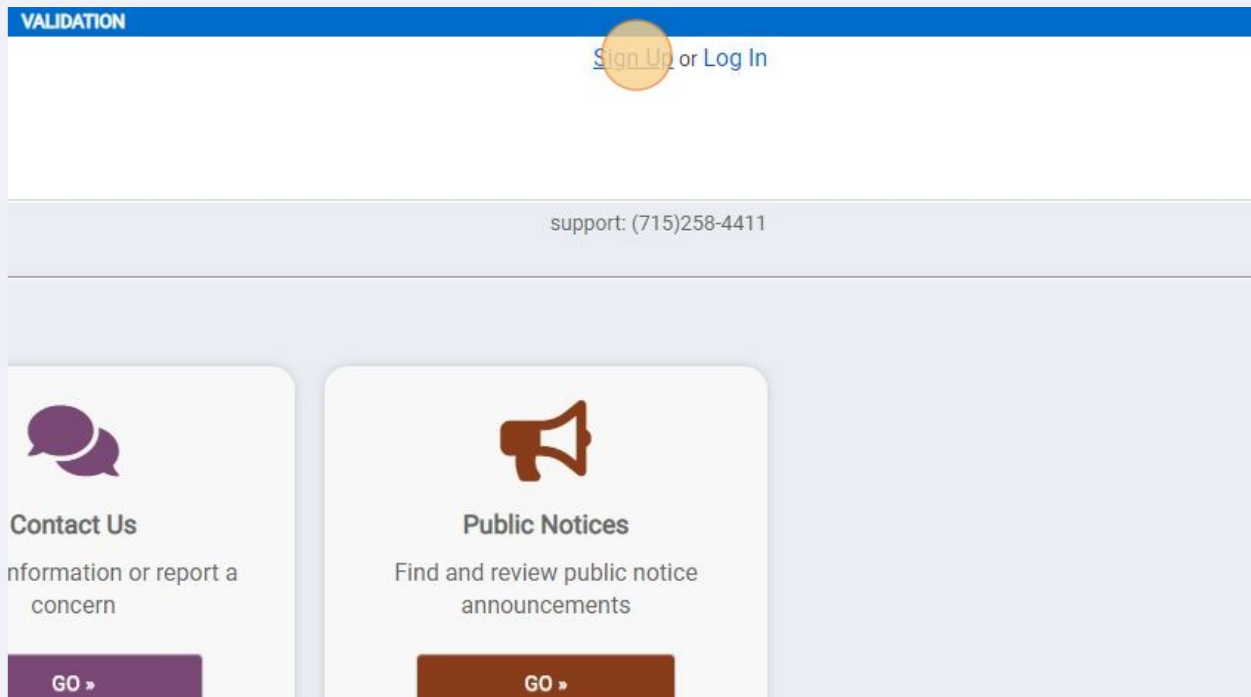 VALIDATION
Sign Up or Log In
support: (715)258-4411
Contact Us
nformation or report a
concern
GO »
Public Notices
Find and review public notice
announcements
GO »